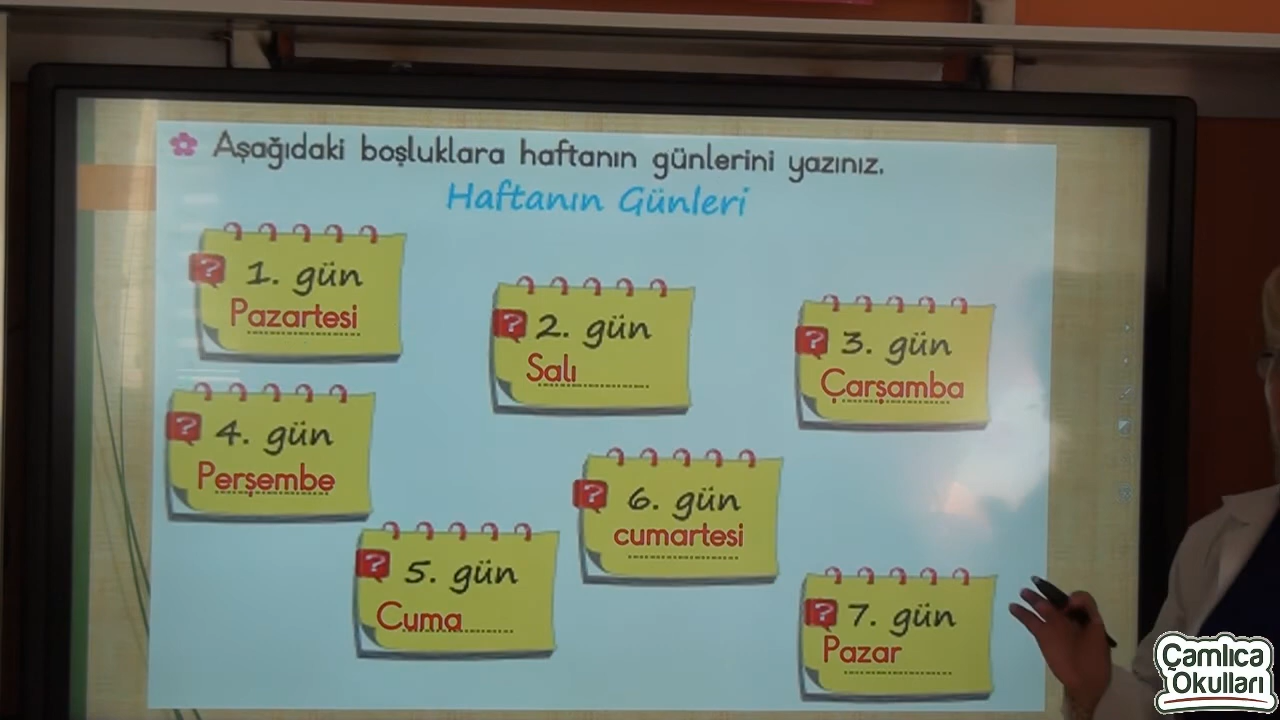 Aşağıdaki boşluklara haftanın günlerini yazınız.
Haftanın Günleri
? 1. gün
Pazartesi
? 2. gün
Salı
? 3. gün
Çarşamba
? 4. gün
Perşembe
? 5. gün
Cuma
? 6. gün
cumartesi
? 7. gün
Pazar
Çamlıca
Okulları